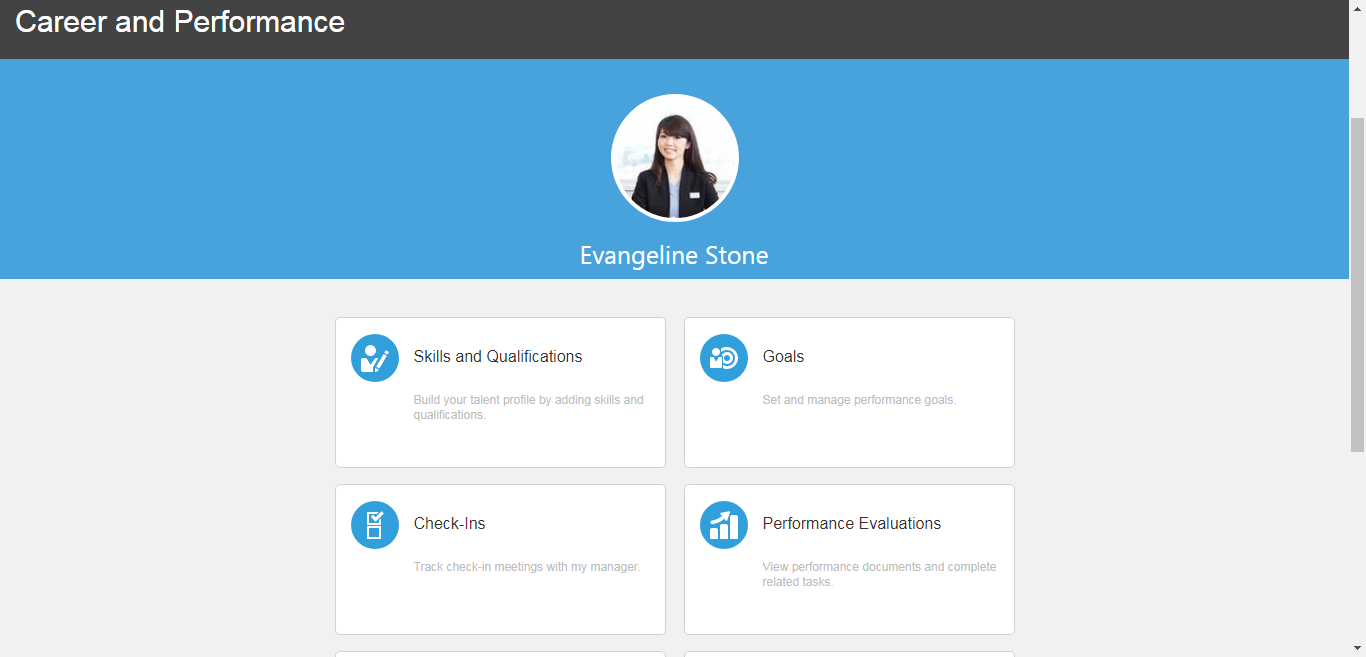 Career and Performance
Evangeline Stone
Skills and Qualifications
Build your talent profile by adding skills and
qualifications.
Goals
Set and manage performance goals.
Check-Ins
Track check-in meetings with my manager.
Performance Evaluations
View performance documents and complete
related tasks.